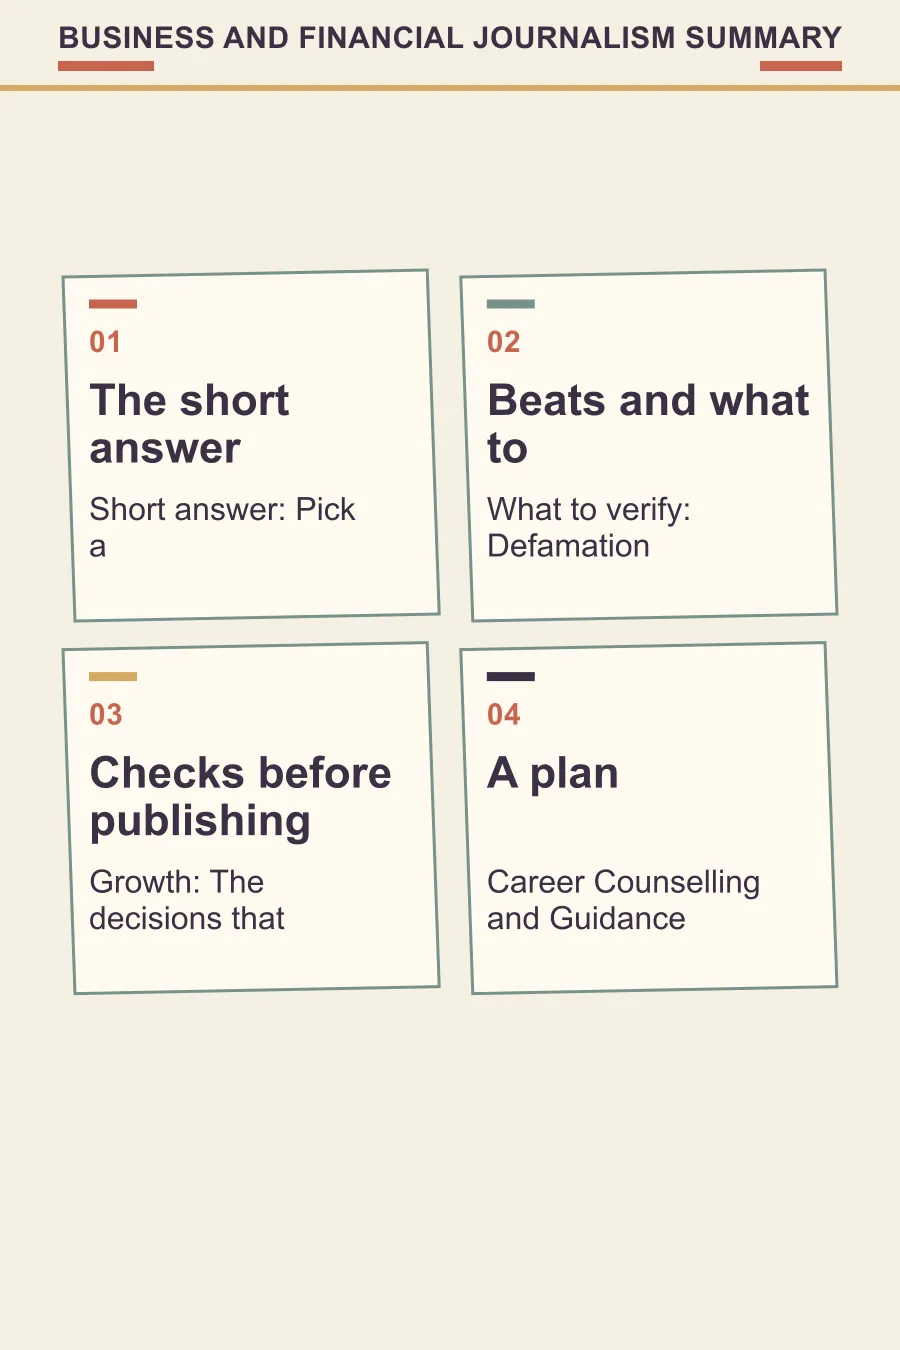 BUSINESS AND FINANCIAL JOURNALISM SUMMARY
01
The short
answer
Short answer: Pick
a
02
Beats and what
to
What to verify:
Defamation
03
Checks before
publishing
Growth: The
decisions that
04
A plan
Career Counselling
and Guidance